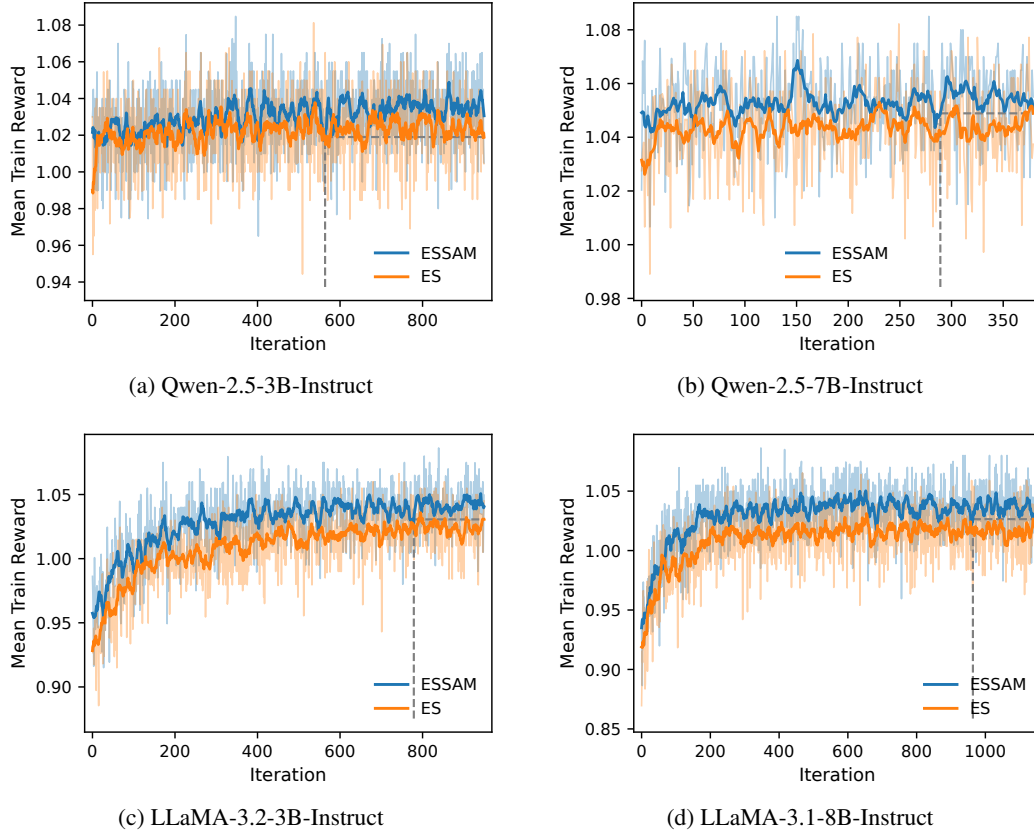 1.08
1.06
1.04
1.02
1.00
0.98
0.96
0.94
Mean Train Reward
ESSAM
ES
0 200 400 600 800
Iteration
(a) Qwen-2.5-3B-Instruct
1.08
1.06
1.04
1.02
1.00
0.98
Mean Train Reward
ESSAM
ES
0 50 100 150 200 250 300 350
Iteration
(b) Qwen-2.5-7B-Instruct
1.05
1.00
0.95
0.90
Mean Train Reward
ESSAM
ES
0 200 400 600 800
Iteration
(c) LLaMA-3.2-3B-Instruct
1.05
1.00
0.95
0.90
0.85
Mean Train Reward
ESSAM
ES
0 200 400 600 800 1000
Iteration
(d) LLaMA-3.1-8B-Instruct